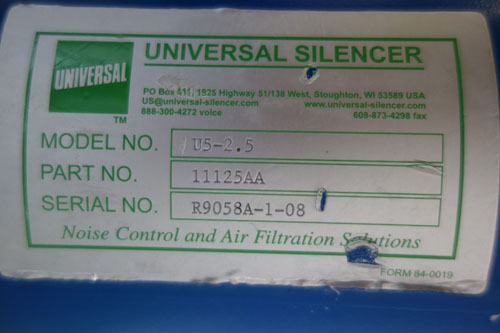 UNIVERSAL SILENCER
UNIVERSAL
TM
PO Box 411, 1925 Highway 51/138 West, Stoughton, WI 53589 USA
US@universal-silencer.com www.universal-silencer.com
888-300-4272 voice 608-873-4298 fax
MODEL NO. U5-2.5
PART NO. 11125AA
SERIAL NO. R9058A-1-08
Noise Control and Air Filtration Solutions
FORM 84-0019